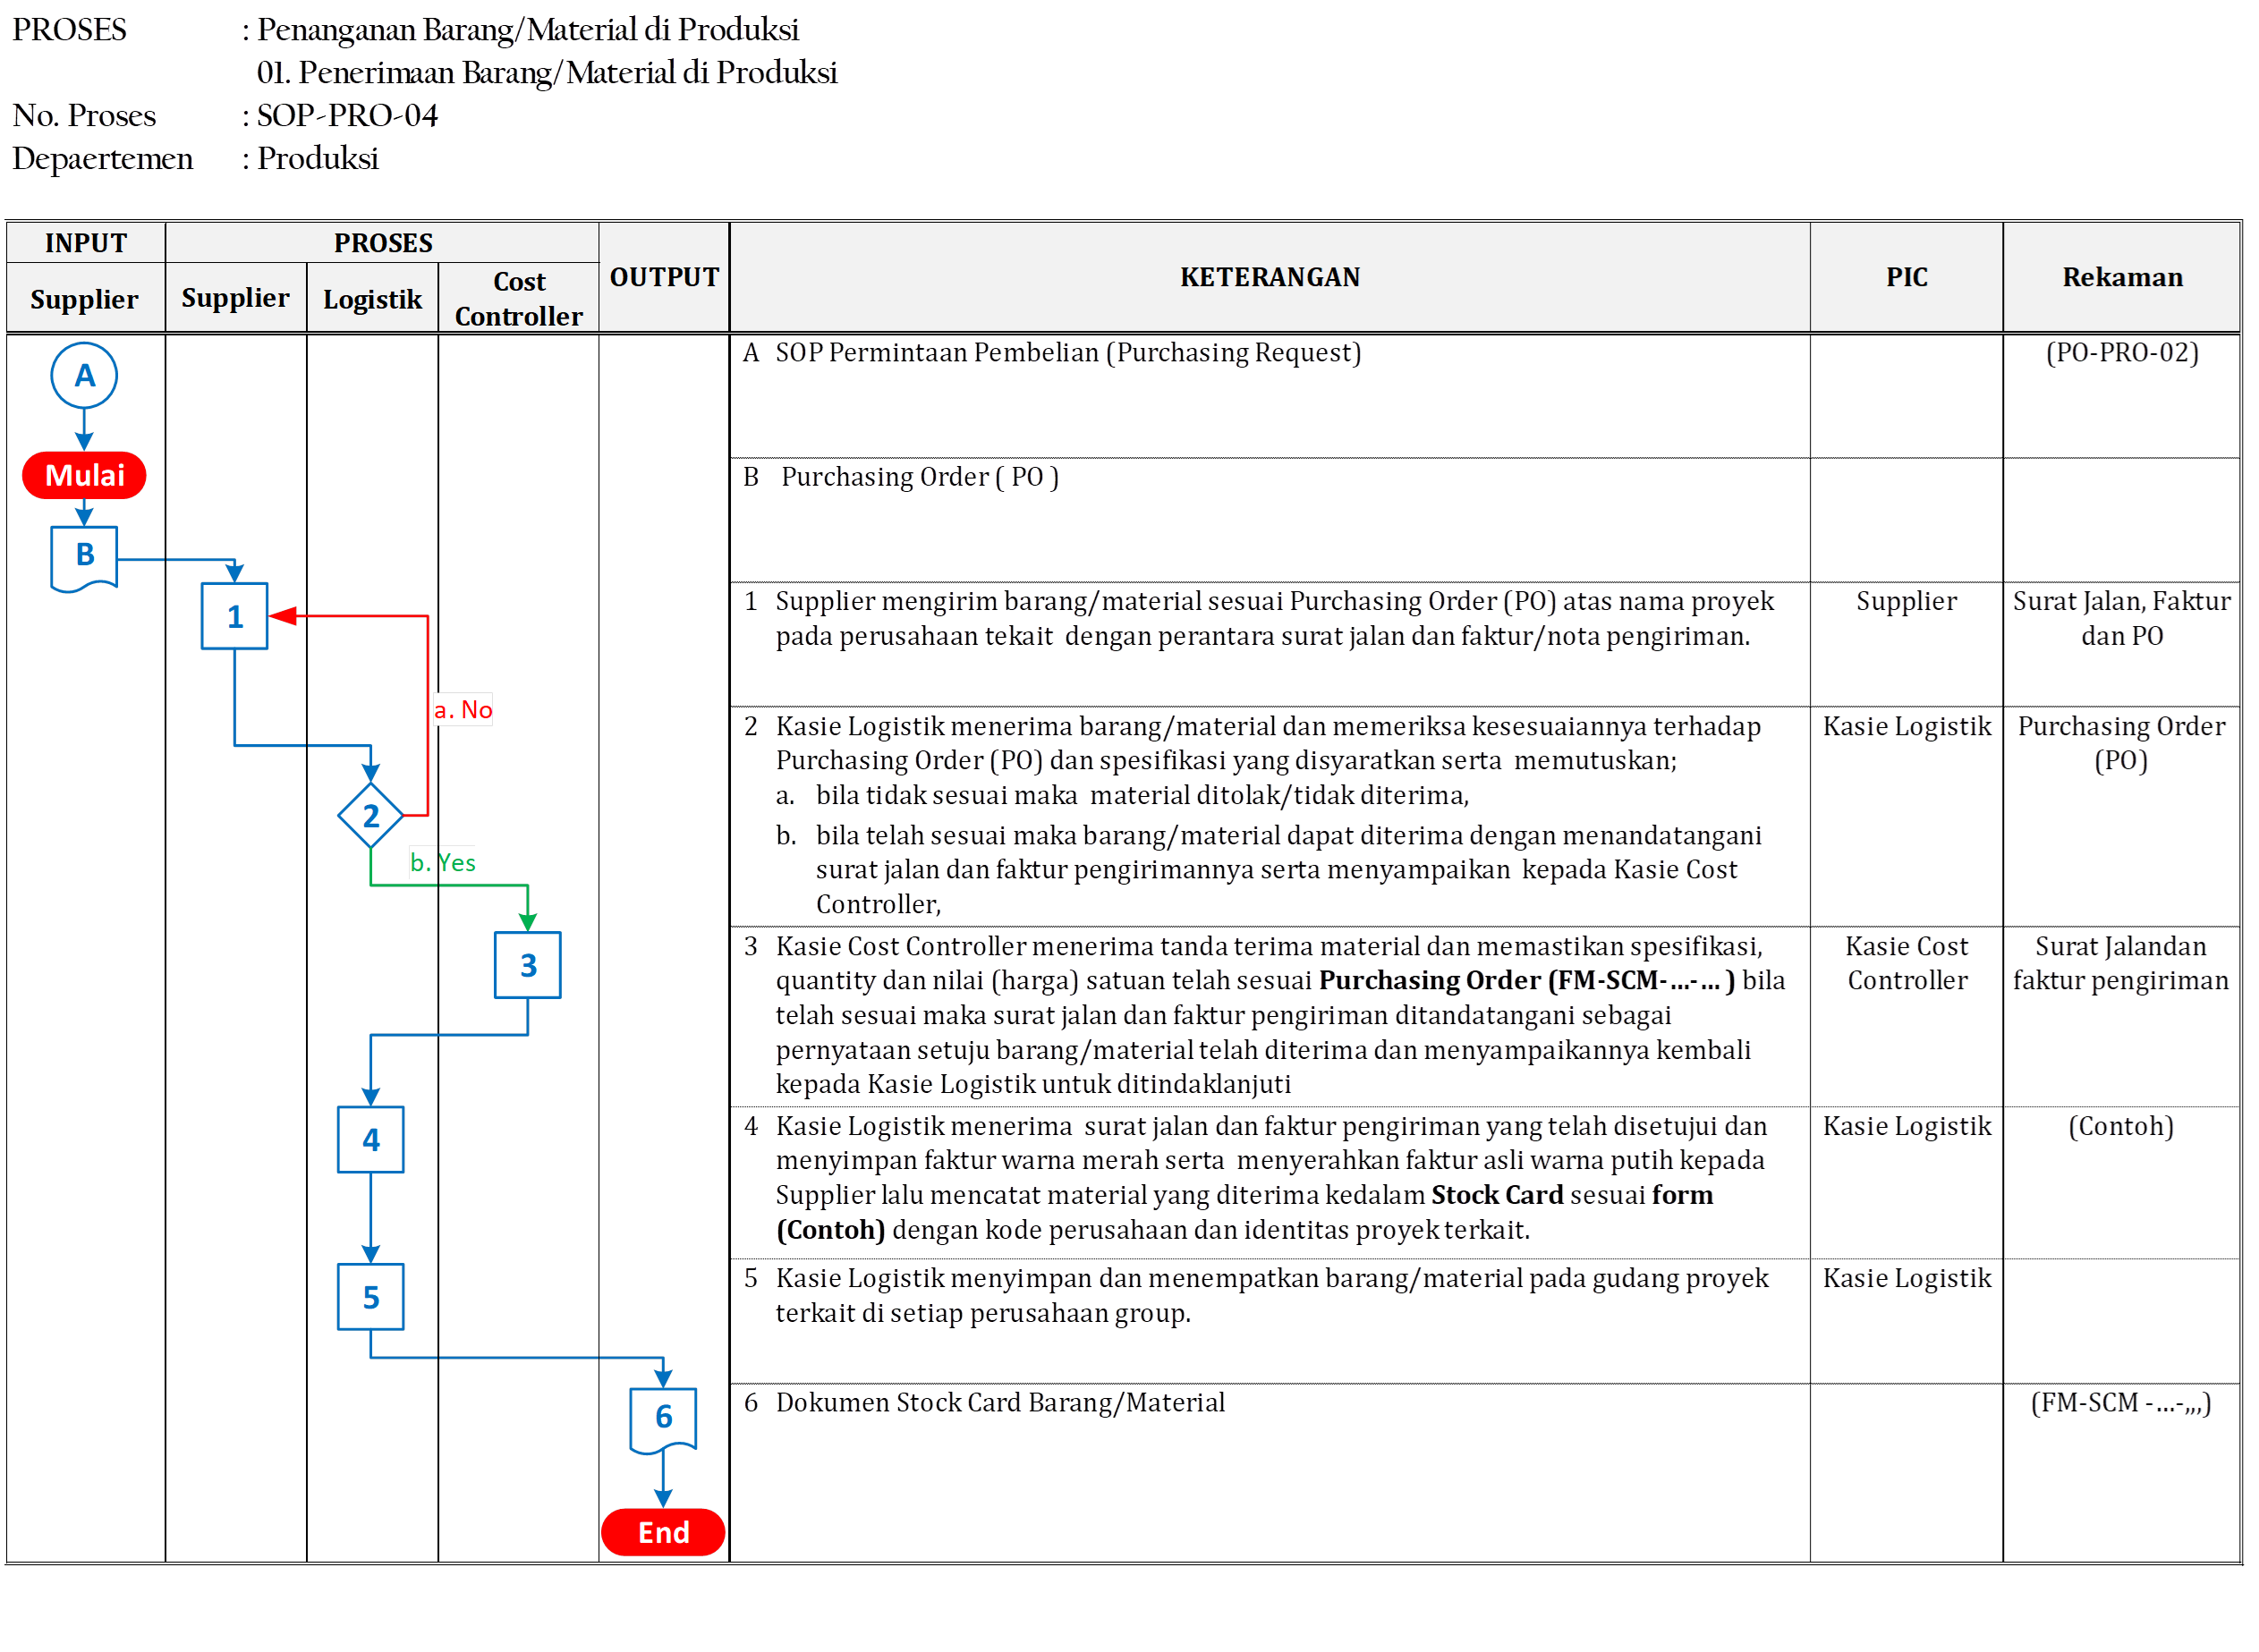 PROSES : Penanganan Barang/Material di Produksi
01. Penerimaan Barang/Material di Produksi
No. Proses : SOP-PRO-04
Depaertemen : Produksi
INPUT PROSES OUTPUT KETERANGAN PIC Rekaman
Supplier Supplier Logistik Cost Controller
A
Mulai
B
1
a. No
2
b. Yes
3
4
5
6
End
A SOP Permintaan Pembelian (Purchasing Request) (PO-PRO-02)
B Purchasing Order ( PO )
1 Supplier mengirim barang/material sesuai Purchasing Order (PO) atas nama proyek Supplier Surat Jalan, Faktur
pada perusahaan tekait dengan perantara surat jalan dan faktur/nota pengiriman. dan PO
2 Kasie Logistik menerima barang/material dan memeriksa kesesuaiannya terhadap Kasie Logistik Purchasing Order
Purchasing Order (PO) dan spesifikasi yang disyaratkan serta memutuskan; (PO)
a. bila tidak sesuai maka material ditolak/tidak diterima,
b. bila telah sesuai maka barang/material dapat diterima dengan menandatangani
surat jalan dan faktur pengirimannya serta menyampaikan kepada Kasie Cost
Controller,
3 Kasie Cost Controller menerima tanda terima material dan memastikan spesifikasi, Kasie Cost Surat Jalandan
quantity dan nilai (harga) satuan telah sesuai Purchasing Order (FM-SCM-...-... ) bila Controller faktur pengiriman
telah sesuai maka surat jalan dan faktur pengiriman ditandatangani sebagai
pernyataan setuju barang/material telah diterima dan menyampaikannya kembali
kepada Kasie Logistik untuk ditindaklanjuti
4 Kasie Logistik menerima surat jalan dan faktur pengiriman yang telah disetujui dan Kasie Logistik (Contoh)
menyimpan faktur warna merah serta menyerahkan faktur asli warna putih kepada
Supplier lalu mencatat material yang diterima kedalam Stock Card sesuai form
(Contoh) dengan kode perusahaan dan identitas proyek terkait.
5 Kasie Logistik menyimpan dan menempatkan barang/material pada gudang proyek Kasie Logistik
terkait di setiap perusahaan group.
6 Dokumen Stock Card Barang/Material (FM-SCM -...-,,,)